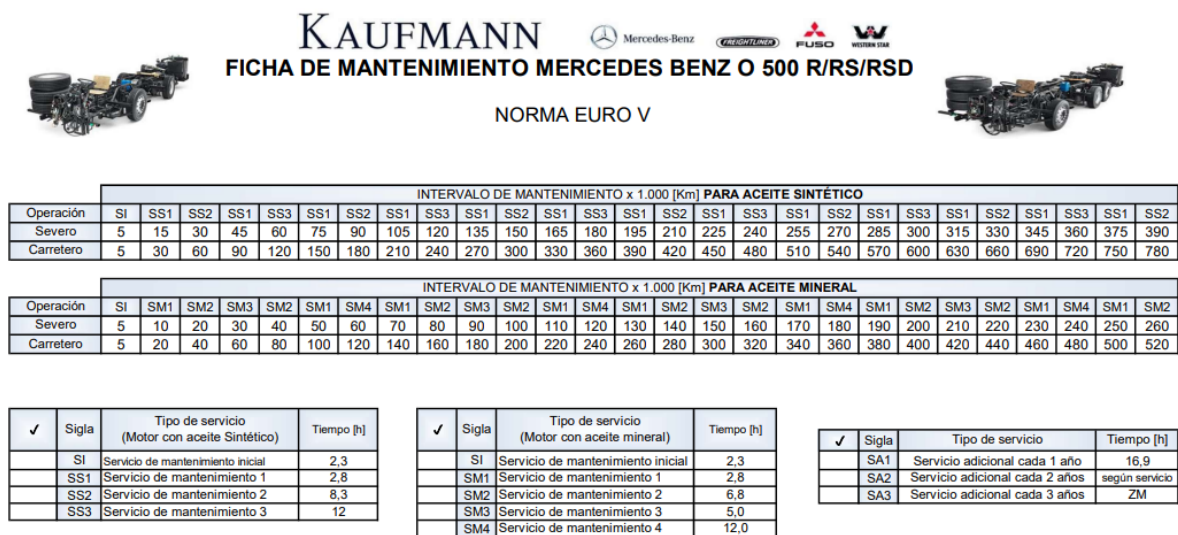 KAUFMANN Mercedes-Benz FREIGHTLINER FUSO WESTERN STAR
FICHA DE MANTENIMIENTO MERCEDES BENZ O 500 R/RS/RSD
NORMA EURO V
INTERVALO DE MANTENIMIENTO x 1.000 [Km] PARA ACEITE SINTÉTICO
Operación SI SS1 SS2 SS1 SS3 SS1 SS2 SS1 SS3 SS1 SS2 SS1 SS3 SS1 SS2 SS1 SS3 SS1 SS2 SS1 SS3 SS1 SS2 SS1 SS3 SS1 SS2
Severo 5 15 30 45 60 75 90 105 120 135 150 165 180 195 210 225 240 255 270 285 300 315 330 345 360 375 390
Carretero 5 30 60 90 120 150 180 210 240 270 300 330 360 390 420 450 480 510 540 570 600 630 660 690 720 750 780
INTERVALO DE MANTENIMIENTO x 1.000 [Km] PARA ACEITE MINERAL
Operación SI SM1 SM2 SM3 SM2 SM1 SM4 SM1 SM2 SM3 SM2 SM1 SM4 SM1 SM2 SM3 SM2 SM1 SM4 SM1 SM2 SM3 SM2 SM1 SM4 SM1 SM2
Severo 5 10 20 30 40 50 60 70 80 90 100 110 120 130 140 150 160 170 180 190 200 210 220 230 240 250 260
Carretero 5 20 40 60 80 100 120 140 160 180 200 220 240 260 280 300 320 340 360 380 400 420 440 460 480 500 520
✓ Sigla Tipo de servicio (Motor con aceite Sintético) Tiempo [h]
SI Servicio de mantenimiento inicial 2,3
SS1 Servicio de mantenimiento 1 2,8
SS2 Servicio de mantenimiento 2 8,3
SS3 Servicio de mantenimiento 3 12
✓ Sigla Tipo de servicio (Motor con aceite mineral) Tiempo [h]
SI Servicio de mantenimiento inicial 2,3
SM1 Servicio de mantenimiento 1 2,8
SM2 Servicio de mantenimiento 2 6,8
SM3 Servicio de mantenimiento 3 5,0
SM4 Servicio de mantenimiento 4 12,0
✓ Sigla Tipo de servicio Tiempo [h]
SA1 Servicio adicional cada 1 año 16,9
SA2 Servicio adicional cada 2 años según servicio
SA3 Servicio adicional cada 3 años ZM